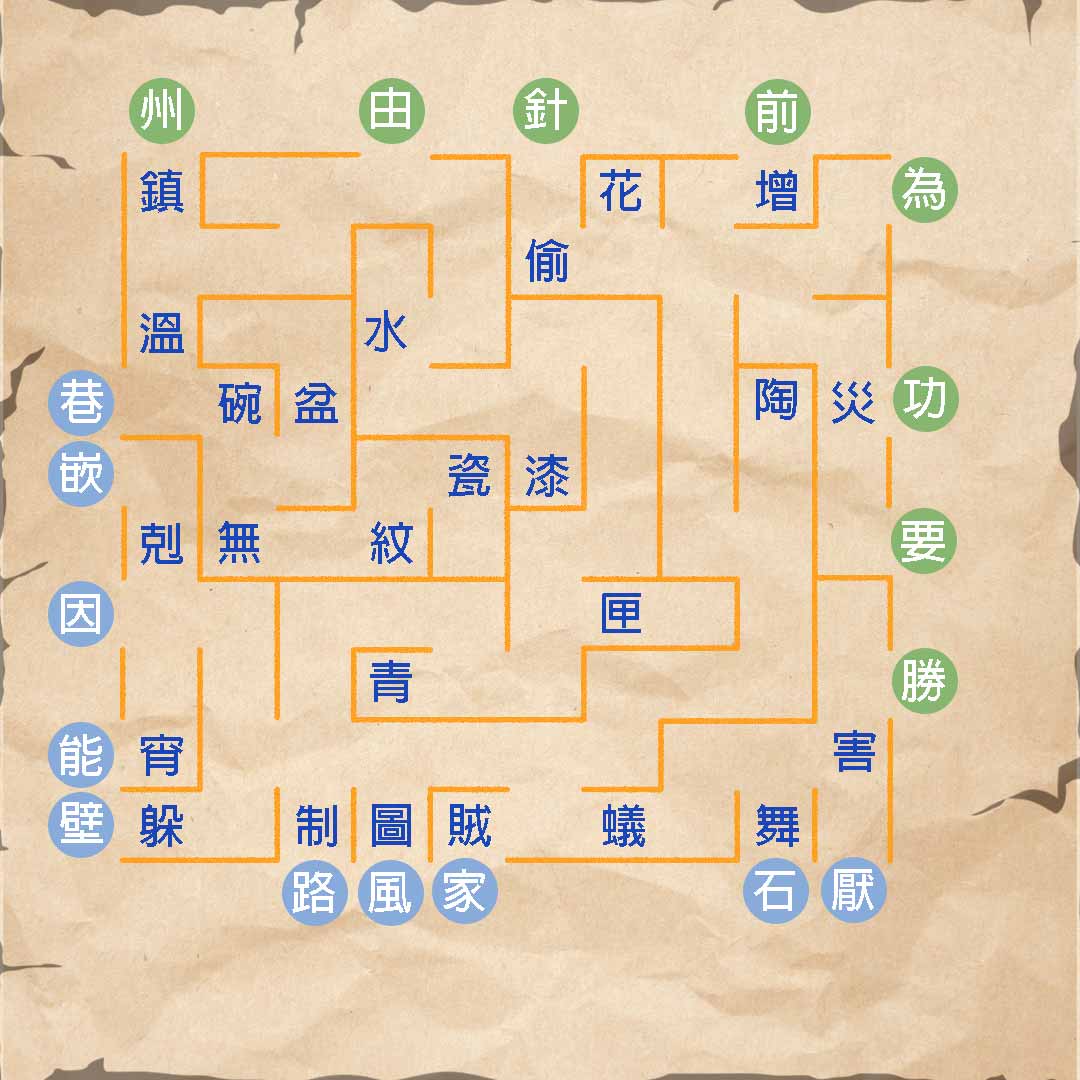 州 由 針 前
鎮 花 增 為
偷
溫 水
巷 碗 盆 陶 災 功
嵌 瓷 漆
剋 無 紋 要
因 匣
青 勝
能 宵 害
壁 躲 制 圖 賊 蟻 舞
路 風 家 石 厭